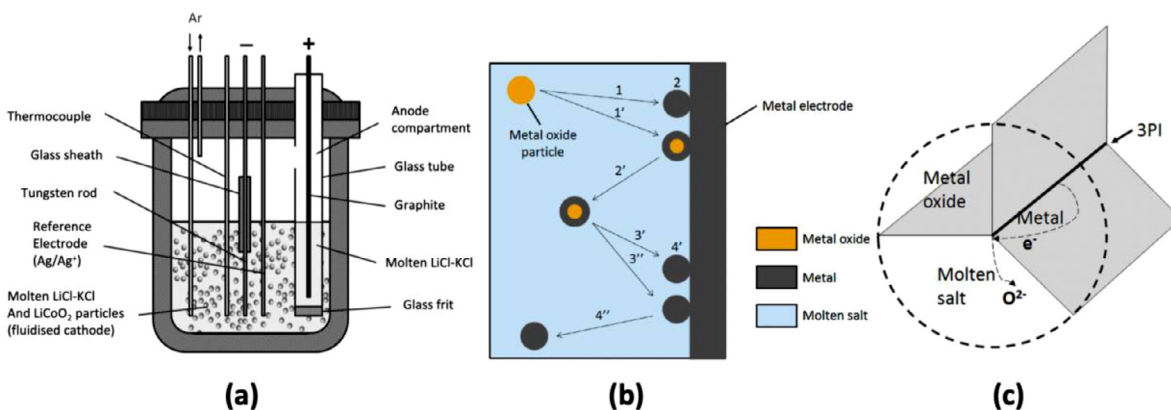 Ar
−
+
Thermocouple
Glass sheath
Tungsten rod
Reference
Electrode
(Ag/Ag⁺)
Molten LiCl-KCl
And LiCoO₂ particles
(fluidised cathode)
Anode
compartment
Glass tube
Graphite
Molten LiCl-KCl
Glass frit
(a)
1
2
1'
Metal oxide
particle
2'
3'
4'
3''
4''
Metal electrode
Metal oxide
Metal
Molten salt
(b)
3PI
Metal
oxide
Metal
e⁻
Molten
salt
O²⁻
(c)